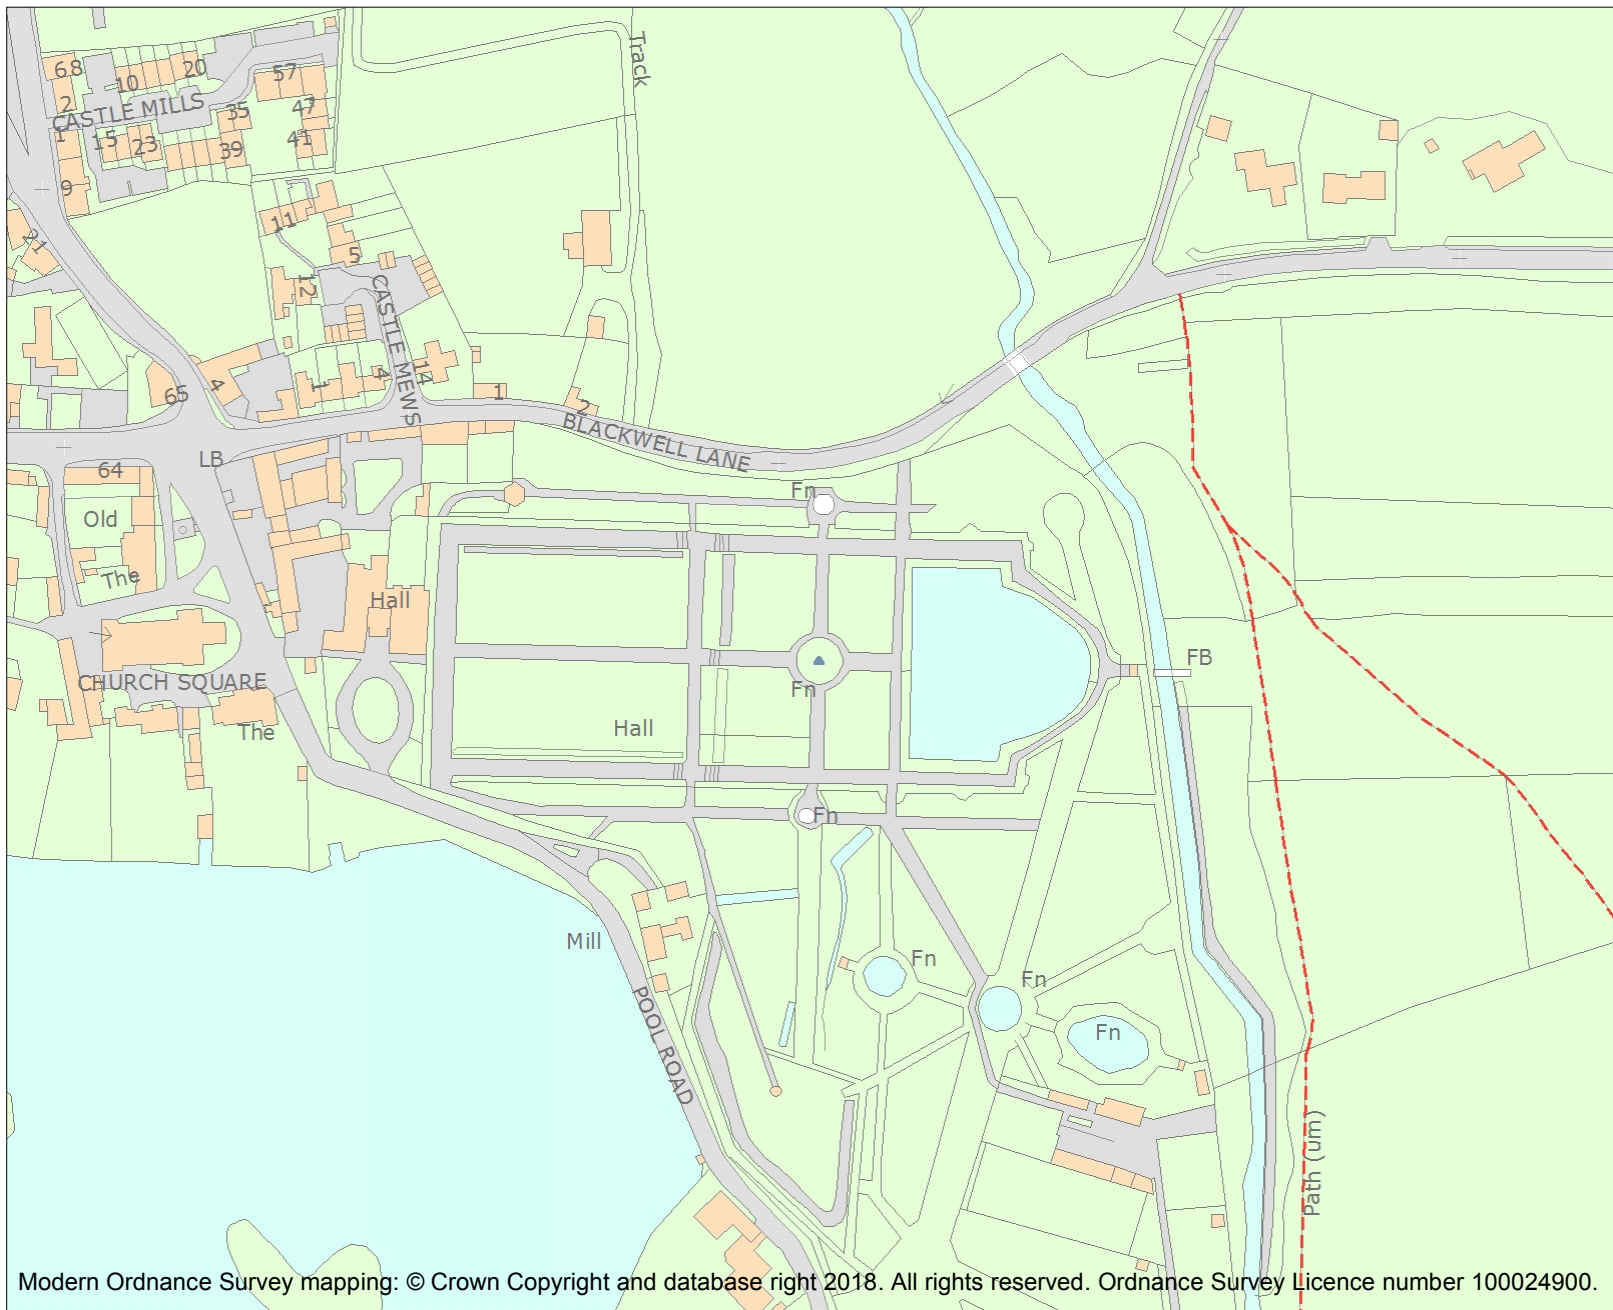 Track
68
20
57
10
2
47
35
CASTLE MILLS
1
15
23
41
39
9
11
21
5
12
CASTLE MEWS
14
4
4
1
65
1
2
BLACKWELL LANE
LB
64
Fn
Old
The
Hall
FB
CHURCH SQUARE
Fn
The
Hall
Fn
Mill
Fn
Fn
POOL ROAD
Fn
Path (um)
Modern Ordnance Survey mapping: © Crown Copyright and database right 2018. All rights reserved. Ordnance Survey Licence number 100024900.